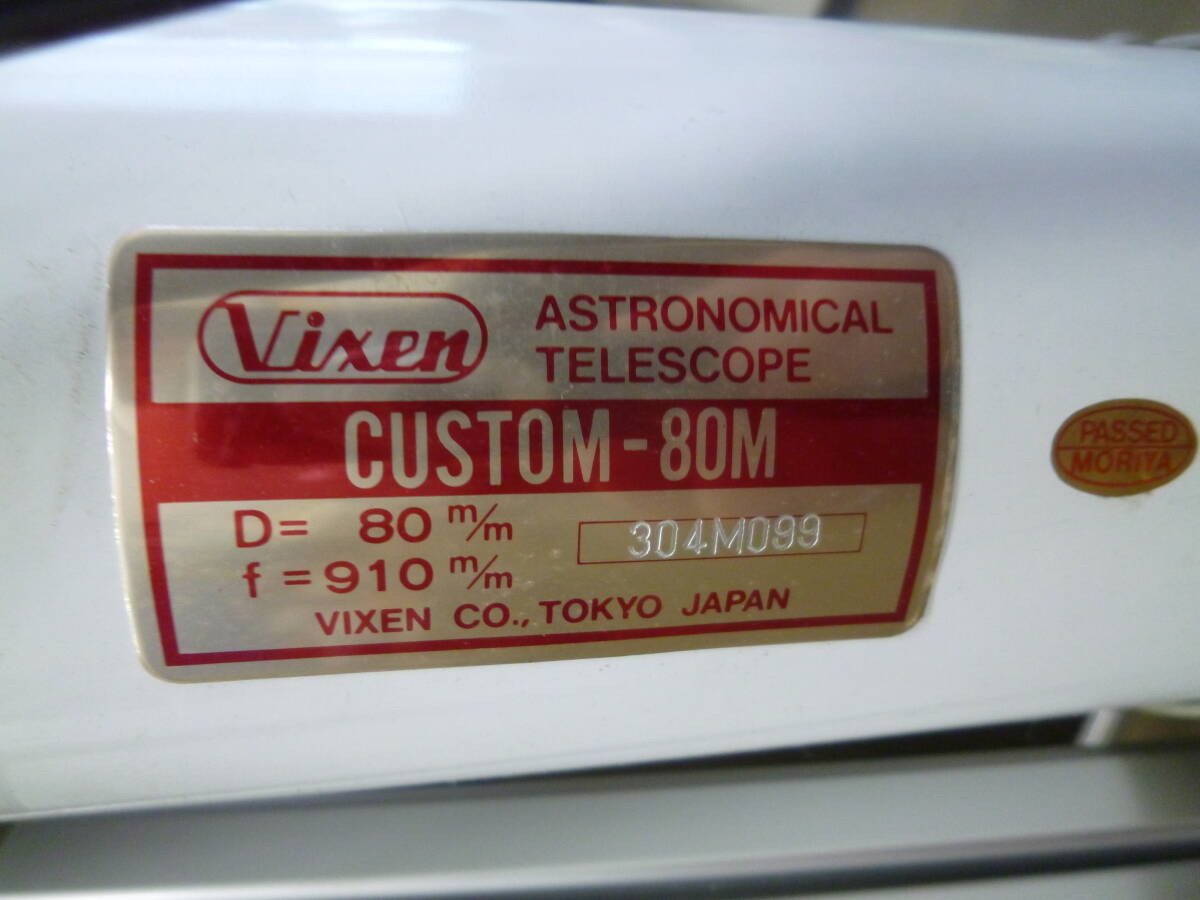 Vixen
ASTRONOMICAL
TELESCOPE
CUSTOM-80M
D= 80 m/m
f=910 m/m
304M099
VIXEN CO., TOKYO JAPAN
PASSED
MORIYA